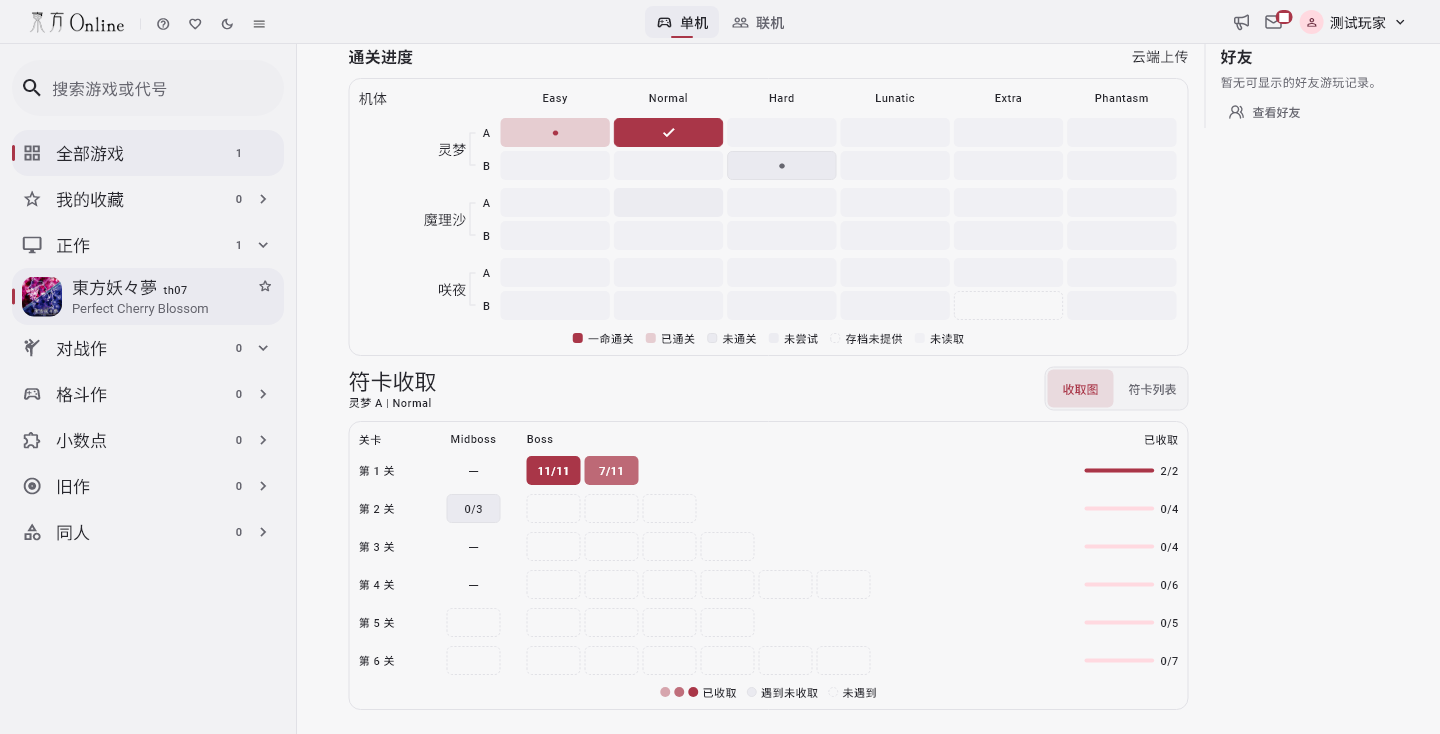 東方 Online
单机
联机
测试玩家
搜索游戏或代号
全部游戏 1
我的收藏 0
正作 1
東方妖々夢 th07
Perfect Cherry Blossom
对战作 0
格斗作 0
小数点 0
旧作 0
同人 0
通关进度
云端上传
机体 Easy Normal Hard Lunatic Extra Phantasm
灵梦 A
B
魔理沙 A
B
咲夜 A
B
一命通关 已通关 未通关 未尝试 存档未提供 未读取
符卡收取
灵梦 A | Normal
收取图 符卡列表
关卡 Midboss Boss 已收取
第 1 关 — 11/11 7/11 2/2
第 2 关 0/3 0/4
第 3 关 — 0/4
第 4 关 — 0/6
第 5 关 0/5
第 6 关 0/7
已收取 遇到未收取 未遇到
好友
暂无可显示的好友游玩记录。
查看好友